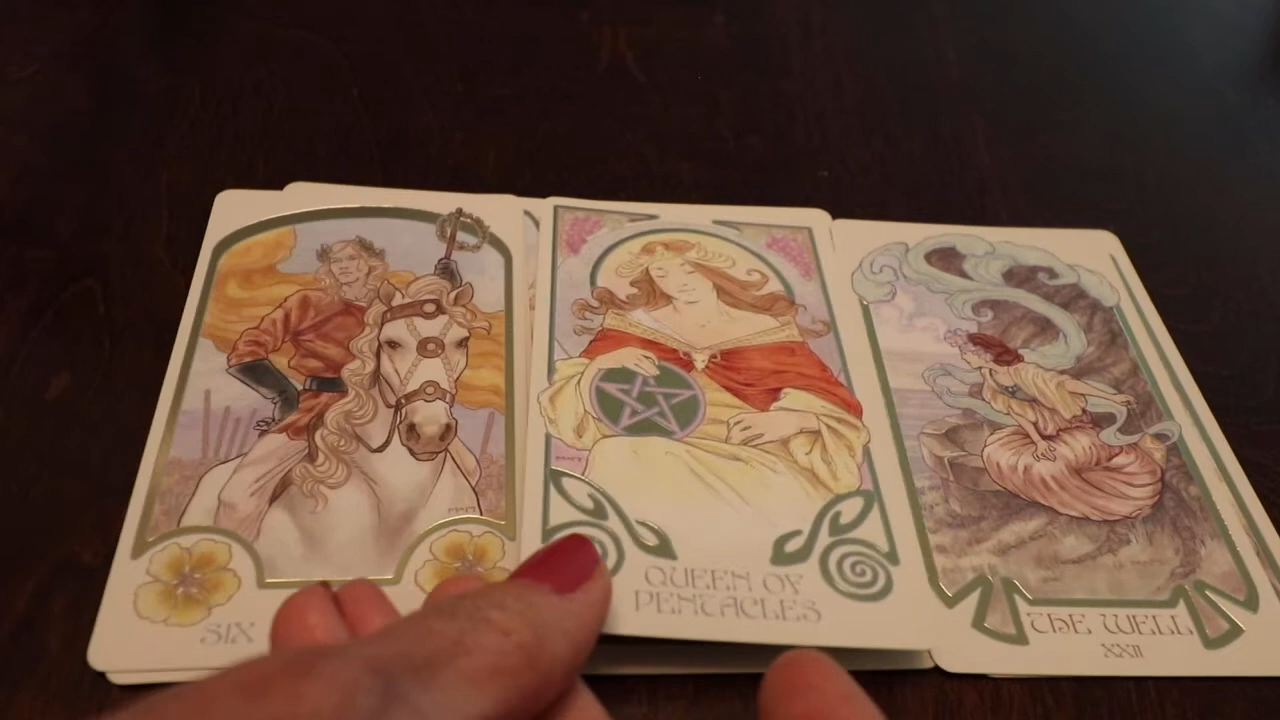 SIX
QUEEN OF
PENTACLES
THE WELL
XXII